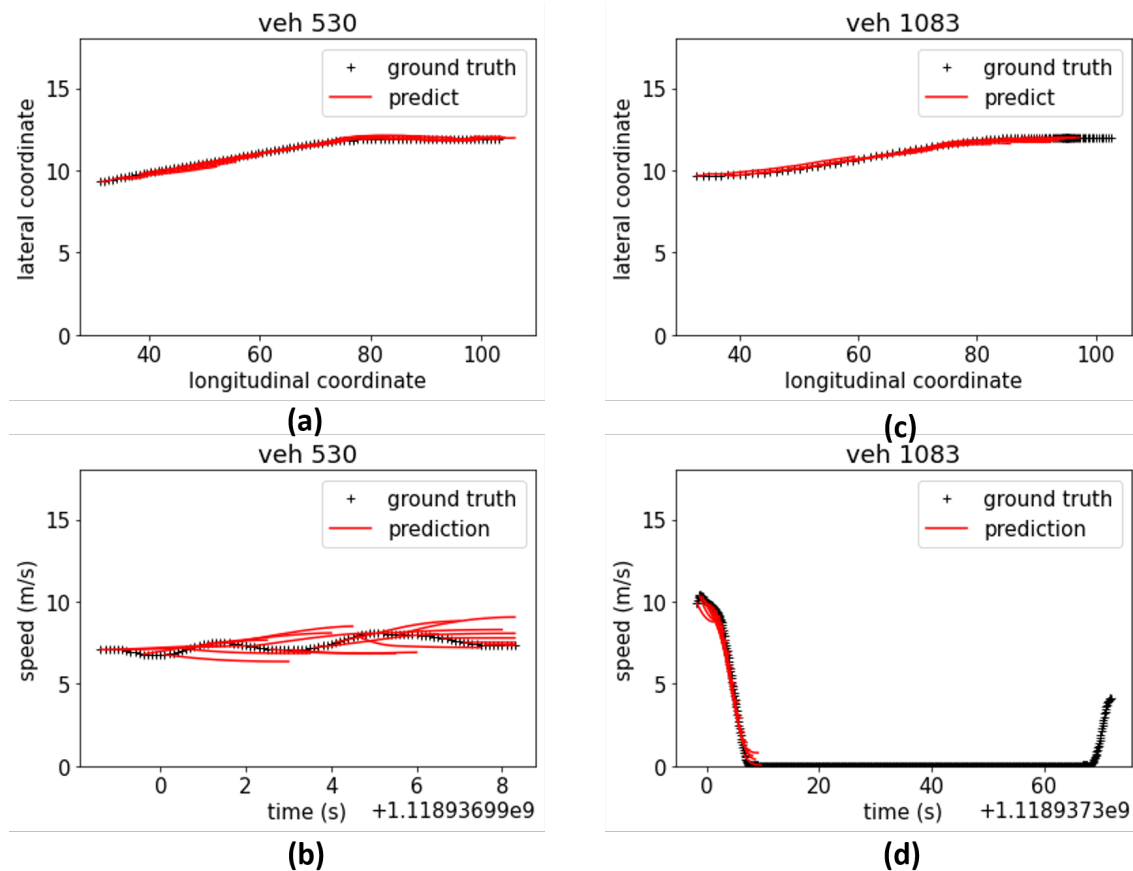 veh 530
ground truth
predict
15
10
5
0
lateral coordinate
40 60 80 100
longitudinal coordinate
(a)
veh 1083
ground truth
predict
15
10
5
0
lateral coordinate
40 60 80 100
longitudinal coordinate
(c)
veh 530
ground truth
prediction
15
10
5
0
speed (m/s)
0 2 4 6 8
time (s) +1.11893699e9
(b)
veh 1083
ground truth
prediction
15
10
5
0
speed (m/s)
0 20 40 60
time (s) +1.1189373e9
(d)